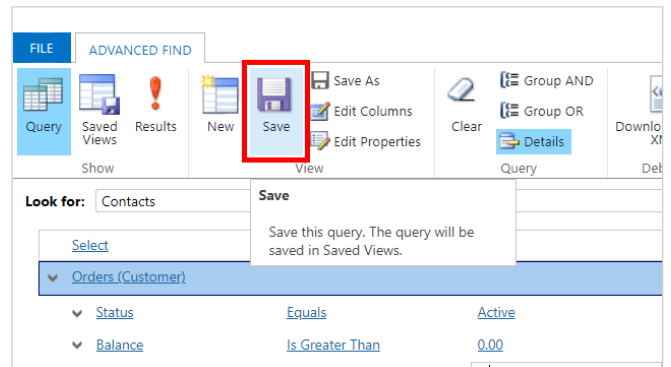 FILE
ADVANCED FIND
Query
Saved
Views
Results
New
Save
Save As
Edit Columns
Edit Properties
Clear
Group AND
Group OR
Details
Show
View
Query
Look for: Contacts
Save
Save this query. The query will be
saved in Saved Views.
Select
Orders (Customer)
Status Equals Active
Balance Is Greater Than 0.00